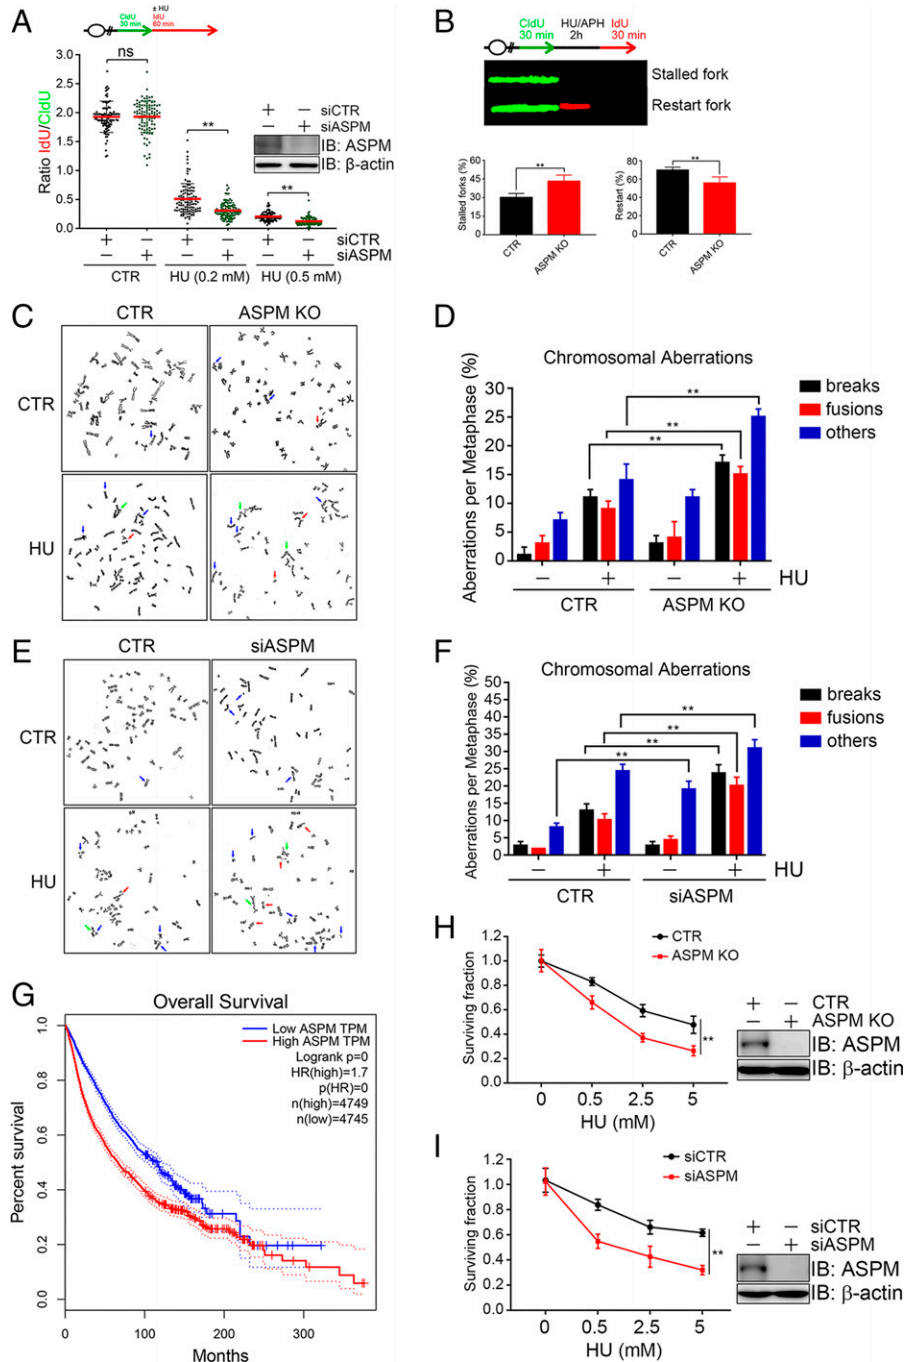 A
± HU
CldU IdU
30 min 60 min
ns
**
**
3.0
2.5
2.0
1.5
1.0
0.5
0.0
Ratio IdU/CldU
+ − siCTR
− + siASPM
IB: ASPM
IB: β-actin
+ − + − + − siCTR
− + − + − + siASPM
CTR HU (0.2 mM) HU (0.5 mM)
B
CldU HU/APH IdU
30 min 2h 30 min
Stalled fork
Restart fork
Stalled forks (%)
60
45
30
15
0
**
CTR ASPM KO
Restart (%)
80
60
40
20
0
**
CTR ASPM KO
C
CTR ASPM KO
CTR
HU
D
Chromosomal Aberrations
Aberrations per Metaphase (%)
30
25
20
15
10
5
0
**
**
**
breaks
fusions
others
− + − + HU
CTR ASPM KO
E
CTR siASPM
CTR
HU
F
Chromosomal Aberrations
Aberrations per Metaphase (%)
50
45
40
35
30
25
20
15
10
5
0
**
**
**
**
breaks
fusions
others
− + − + HU
CTR siASPM
G
Overall Survival
Percent survival
1.0
0.8
0.6
0.4
0.2
0.0
Low ASPM TPM
High ASPM TPM
Logrank p=0
HR(high)=1.7
p(HR)=0
n(high)=4749
n(low)=4745
0 100 200 300
Months
H
Surviving fraction
1.2
1.0
0.8
0.6
0.4
0.2
0.0
CTR
ASPM KO
**
0 0.5 2.5 5
HU (mM)
+ − CTR
− + ASPM KO
IB: ASPM
IB: β-actin
I
Surviving fraction
1.2
1.0
0.8
0.6
0.4
0.2
0.0
siCTR
siASPM
**
0 0.5 2.5 5
HU (mM)
+ − siCTR
− + siASPM
IB: ASPM
IB: β-actin